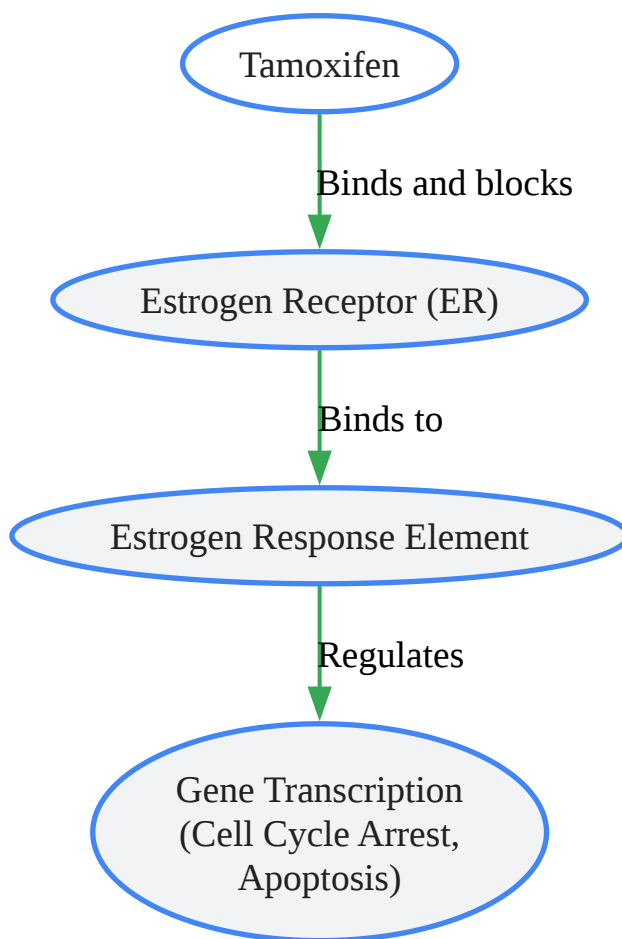 Tamoxifen
Binds and blocks
Estrogen Receptor (ER)
Binds to
Estrogen Response Element
Regulates
Gene Transcription
(Cell Cycle Arrest,
Apoptosis)